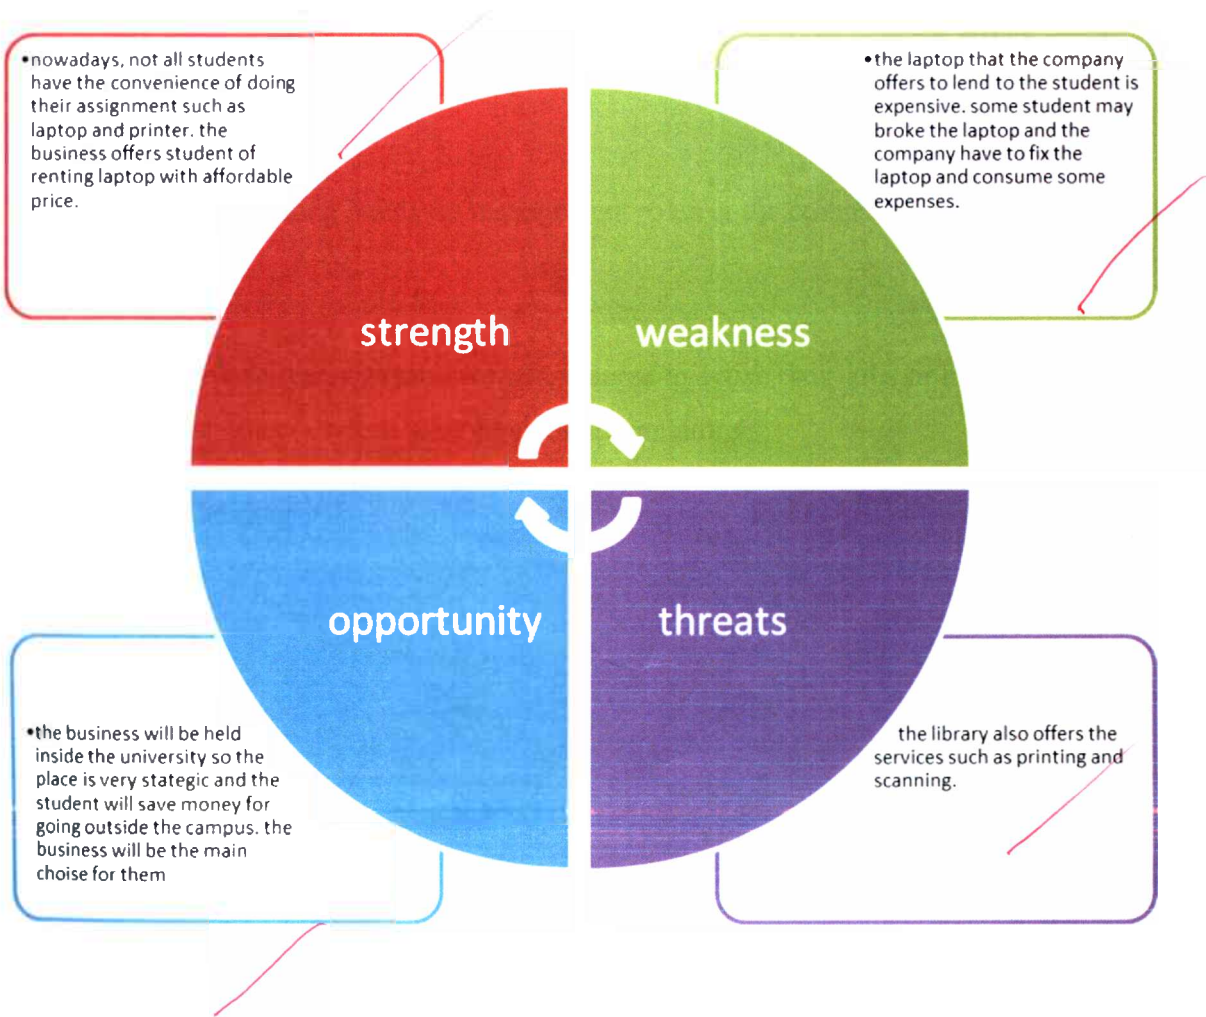 •nowadays, not all students
have the convenience of doing
their assignment such as
laptop and printer. the
business offers student of
renting laptop with affordable
price.
•the laptop that the company
offers to lend to the student is
expensive. some student may
broke the laptop and the
company have to fix the
laptop and consume some
expenses.
strength
weakness
opportunity
threats
•the business will be held
inside the university so the
place is very stategic and the
student will save money for
going outside the campus. the
business will be the main
choise for them
the library also offers the
services such as printing and
scanning.